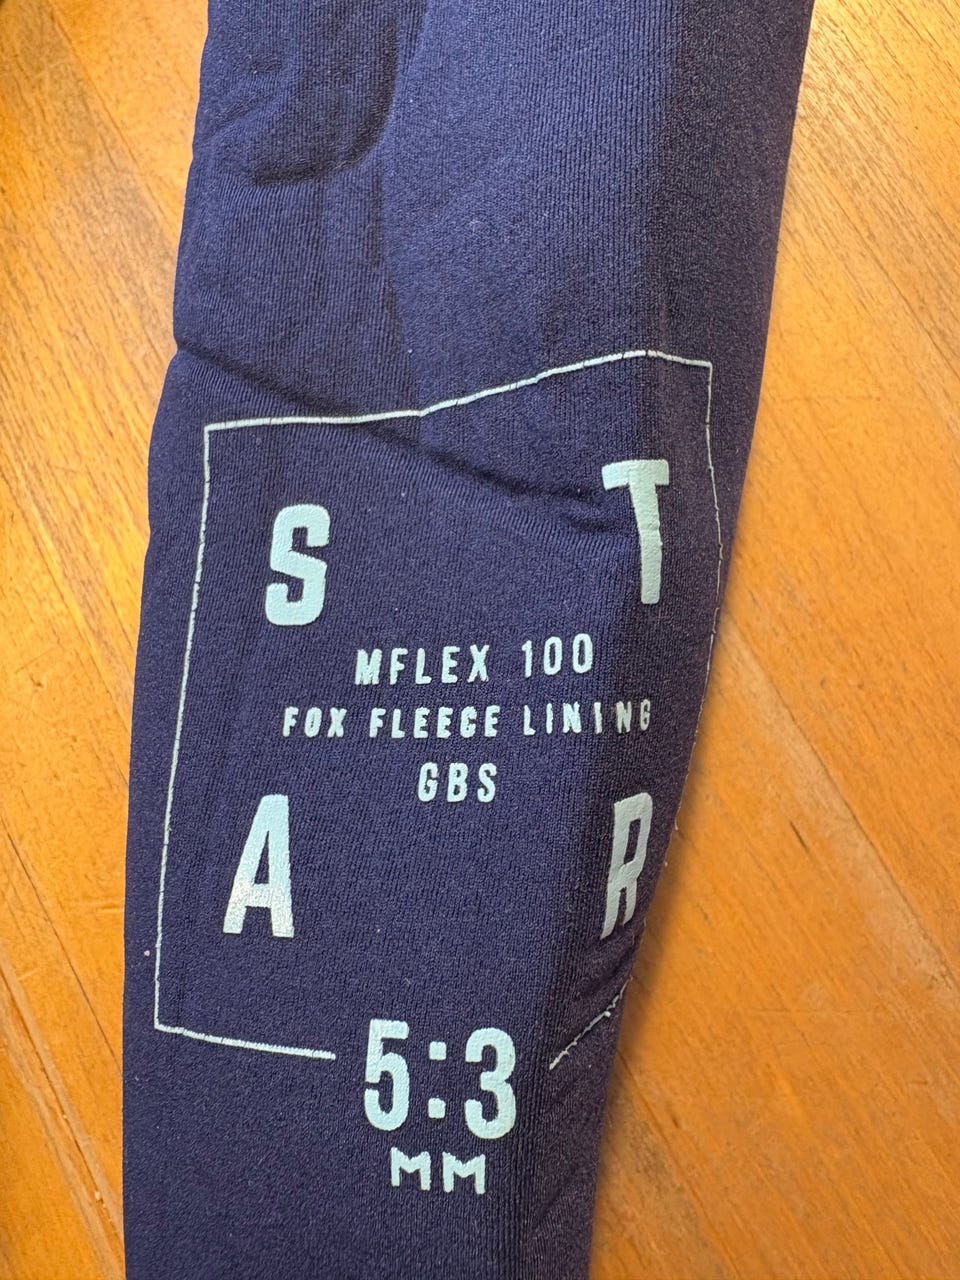 S T
MFLEX 100
FOX FLEECE LINING
GBS
A R
5:3
MM